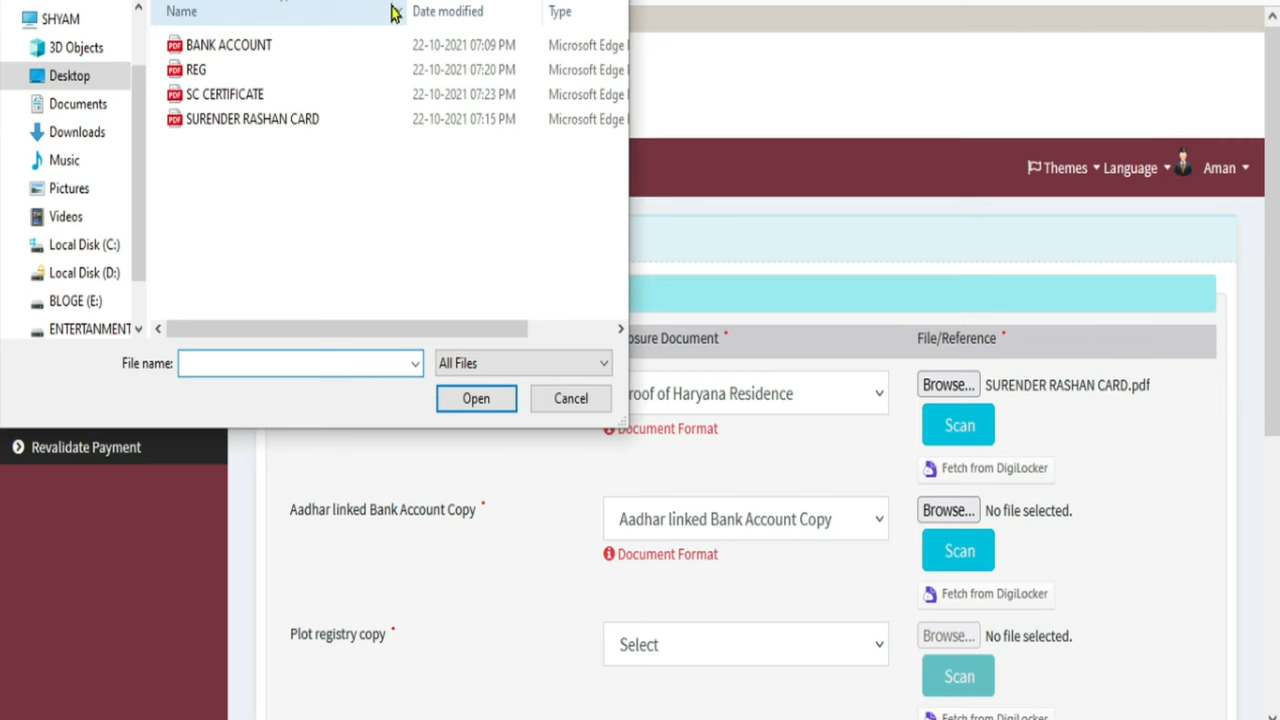 SHYAM
3D Objects
Desktop
Documents
Downloads
Music
Pictures
Videos
Local Disk (C:)
Local Disk (D:)
BLOGE (E:)
ENTERTANMENT
Name Date modified Type
BANK ACCOUNT 22-10-2021 07:09 PM Microsoft Edge
REG 22-10-2021 07:20 PM Microsoft Edge
SC CERTIFICATE 22-10-2021 07:23 PM Microsoft Edge
SURENDER RASHAN CARD 22-10-2021 07:15 PM Microsoft Edge
File name: All Files
Open Cancel
Themes Language Aman
Revalidate Payment
osure Document * File/Reference *
roof of Haryana Residence Browse... SURENDER RASHAN CARD.pdf
Document Format
Scan
Fetch from DigiLocker
Aadhar linked Bank Account Copy * Aadhar linked Bank Account Copy Browse... No file selected.
Document Format
Scan
Fetch from DigiLocker
Plot registry copy * Select Browse... No file selected.
Scan
Fetch from DigiLocker